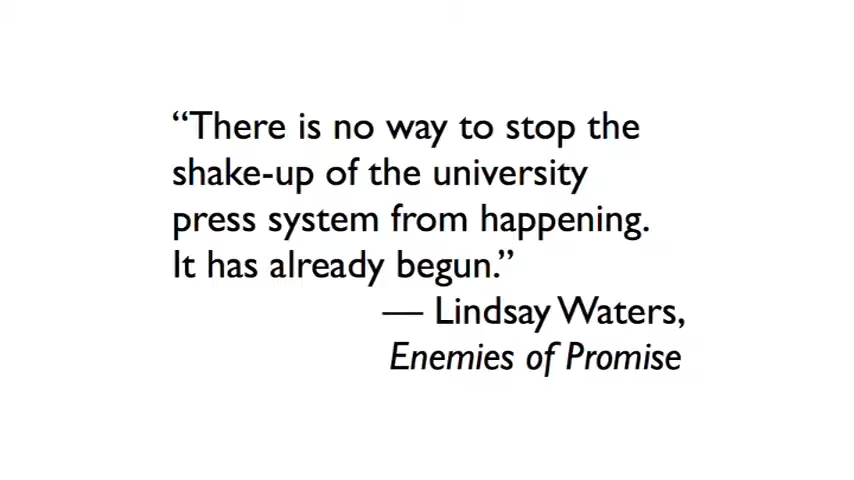 “There is no way to stop the
shake-up of the university
press system from happening.
It has already begun.”
— Lindsay Waters,
Enemies of Promise